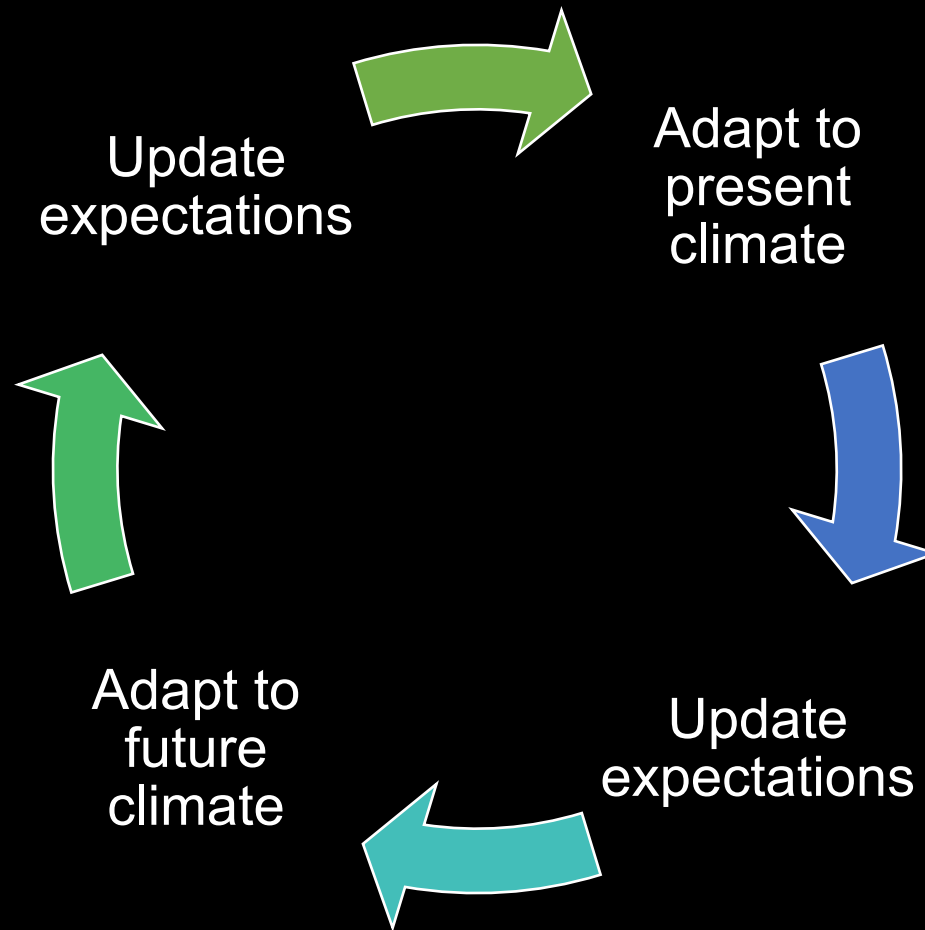 Update
expectations
Adapt to
present
climate
Update
expectations
Adapt to
future
climate